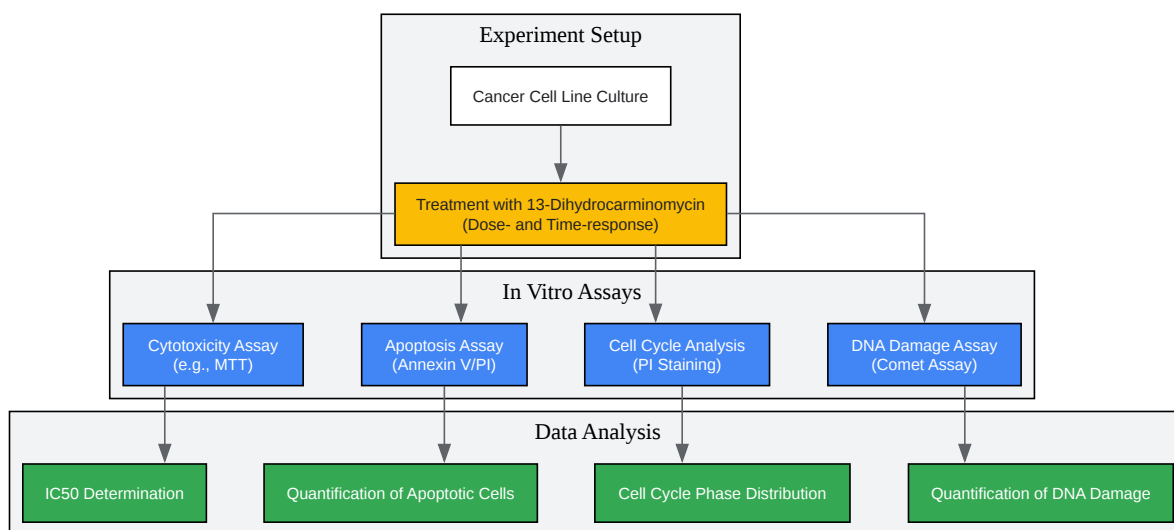 Experiment Setup
Cancer Cell Line Culture
Treatment with 13-Dihydrocarminomycin
(Dose- and Time-response)
In Vitro Assays
Cytotoxicity Assay
(e.g., MTT)
Apoptosis Assay
(Annexin V/PI)
Cell Cycle Analysis
(PI Staining)
DNA Damage Assay
(Comet Assay)
Data Analysis
IC50 Determination
Quantification of Apoptotic Cells
Cell Cycle Phase Distribution
Quantification of DNA Damage